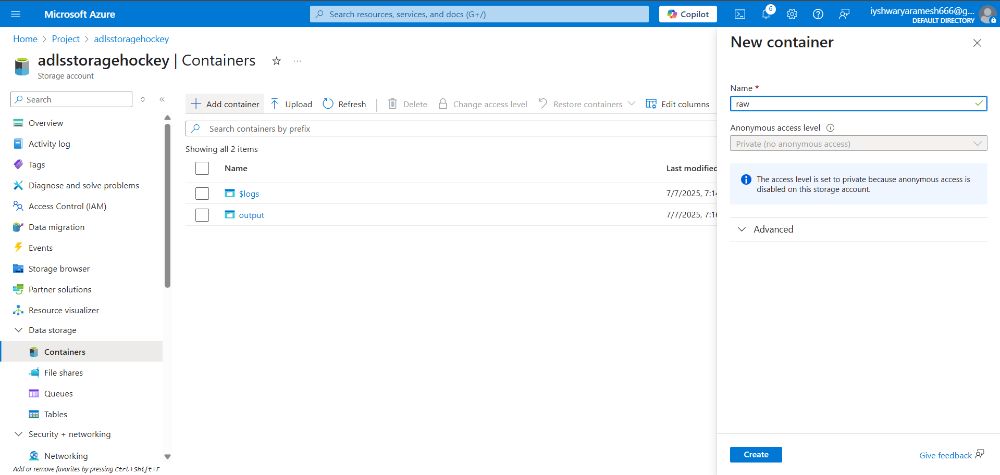 Microsoft Azure
Search resources, services, and docs (G+/)
Copilot
6
iyshwaryaramesh666@g...
DEFAULT DIRECTORY
Home > Project > adlsstoragehockey
adlsstoragehockey | Containers
...
Storage account
Search
Overview
Activity log
Tags
Diagnose and solve problems
Access Control (IAM)
Data migration
Events
Storage browser
Partner solutions
Resource visualizer
Data storage
Containers
File shares
Queues
Tables
Security + networking
Networking
Add or remove favorites by pressing Ctrl+Shift+F
Add container
Upload
Refresh
Delete
Change access level
Restore containers
Edit columns
Search containers by prefix
Showing all 2 items
Name Last modified
$logs 7/7/2025, 7:14
output 7/7/2025, 7:16
New container
Name *
raw
Anonymous access level
Private (no anonymous access)
The access level is set to private because anonymous access is
disabled on this storage account.
Advanced
Create
Give feedback